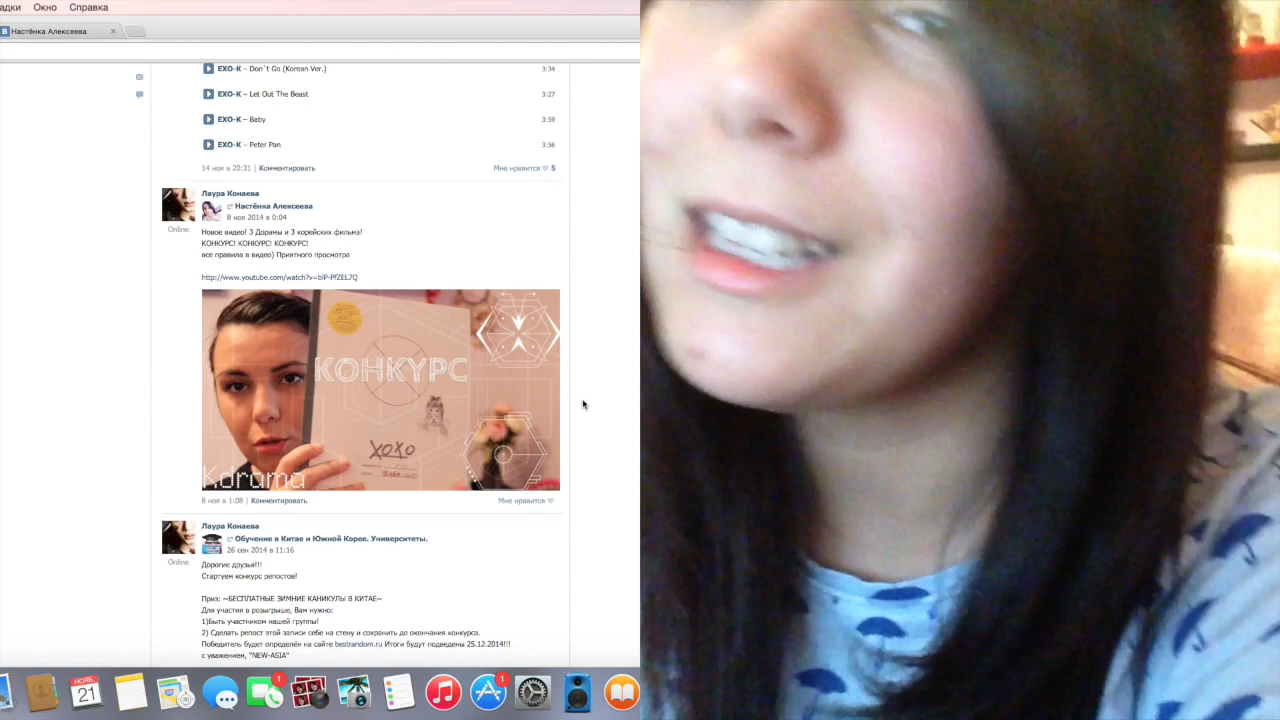 адки Окно Справка
Настёнка Алексеева
EXO-K – Don`t Go (Korean Ver.) 3:34
EXO-K – Let Out The Beast 3:27
EXO-K – Baby 3:59
EXO-K – Peter Pan 3:56
14 ноя в 20:31 | Комментировать Мне нравится 5
Лаура Конаева
Настёнка Алексеева
8 ноя 2014 в 0:04
Online
Новое видео! 3 Дорамы и 3 корейских фильма!
КОНКУРС! КОНКУРС! КОНКУРС!
все правила в видео) Приятного просмотра
http://www.youtube.com/watch?v=blP-PfZEL7Q
КОНКУРС
XOXO
Kdrama
8 ноя в 1:08 | Комментировать Мне нравится
Лаура Конаева
Обучение в Китае и Южной Корее. Университеты.
26 сен 2014 в 11:16
Online
Дорогие друзья!!!
Стартуем конкурс репостов!
Приз: ~БЕСПЛАТНЫЕ ЗИМНИЕ КАНИКУЛЫ В КИТАЕ~
Для участия в розыгрыше, Вам нужно:
1)Быть участником нашей группы!
2) Сделать репост этой записи себе на стену и сохранить до окончания конкурса.
Победитель будет определён на сайте bestrandom.ru Итоги будут подведены 25.12.2014!!!
с уважением, "NEW-ASIA"
НОЯБ.
21
1
1